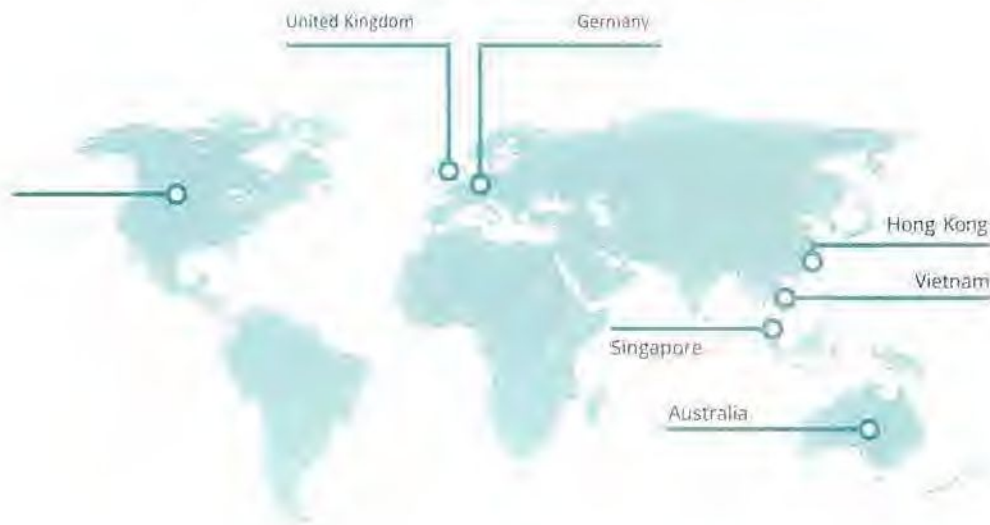 United Kingdom
Germany
Hong Kong
Vietnam
Singapore
Australia